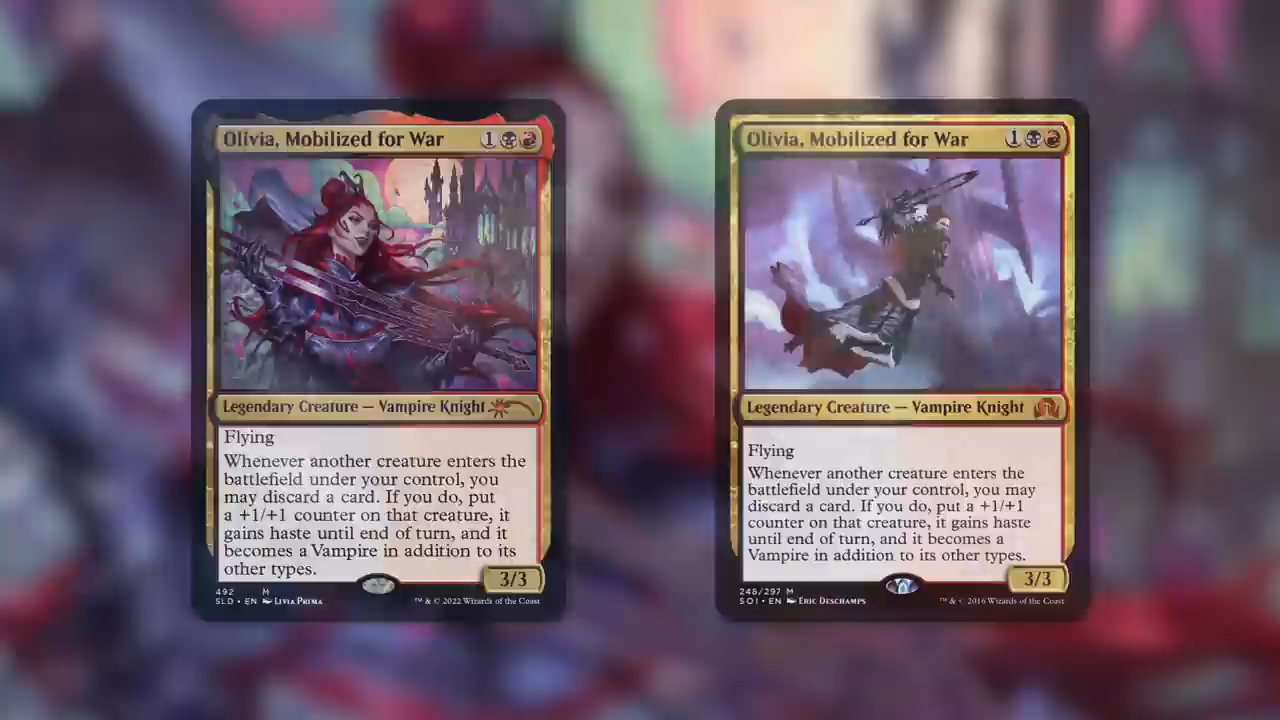 Olivia, Mobilized for War 1
Legendary Creature — Vampire Knight
Flying
Whenever another creature enters the
battlefield under your control, you
may discard a card. If you do, put
a +1/+1 counter on that creature, it
gains haste until end of turn, and it
becomes a Vampire in addition to its
other types.
3/3
492 M
SLD • EN LIVIA PRIMA ™ & © 2022 Wizards of the Coast
Olivia, Mobilized for War 1
Legendary Creature — Vampire Knight
Flying
Whenever another creature enters the
battlefield under your control, you may
discard a card. If you do, put a +1/+1
counter on that creature, it gains haste
until end of turn, and it becomes a
Vampire in addition to its other types.
3/3
248/297 M
SOI • EN ERIC DESCHAMPS ™ & © 2016 Wizards of the Coast